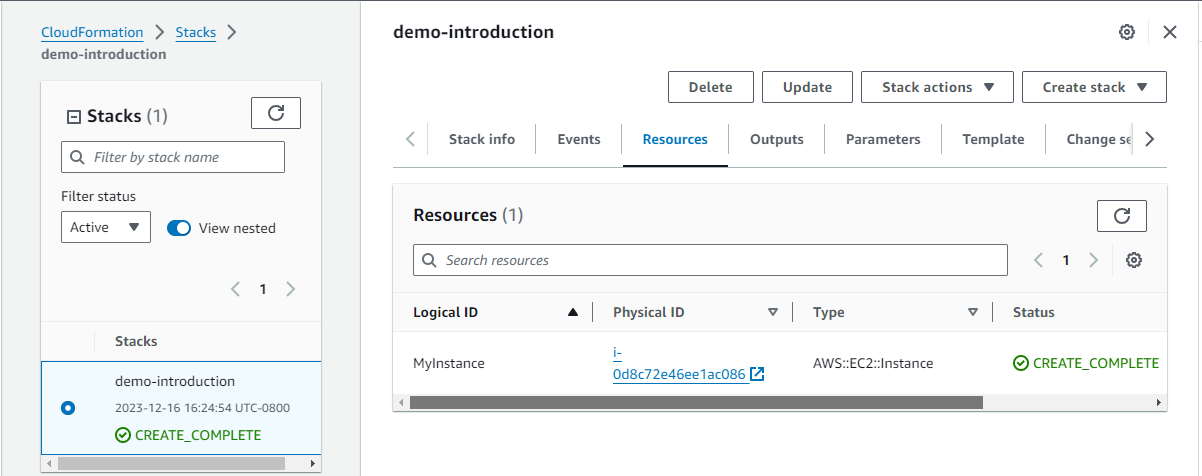 CloudFormation
Stacks
demo-introduction
Stacks (1)
Filter by stack name
Filter status
Active
View nested
1
Stacks
demo-introduction
2023-12-16 16:24:54 UTC-0800
CREATE_COMPLETE
demo-introduction
Delete
Update
Stack actions
Create stack
Stack info
Events
Resources
Outputs
Parameters
Template
Change se
Resources (1)
Search resources
1
Logical ID
Physical ID
Type
Status
MyInstance
i-
0d8c72e46ee1ac086
AWS::EC2::Instance
CREATE_COMPLETE